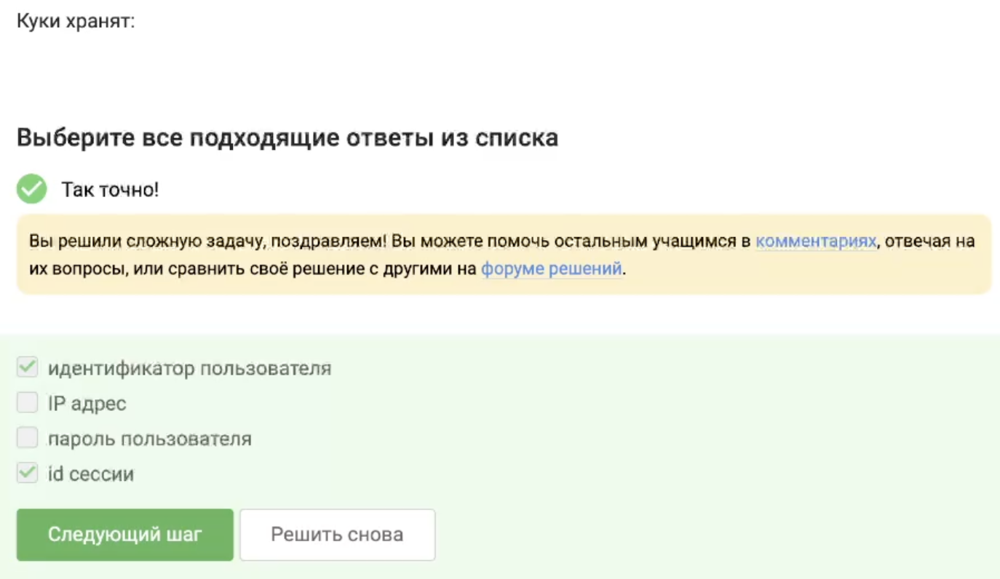 Куки хранят:
Выберите все подходящие ответы из списка
Так точно!
Вы решили сложную задачу, поздравляем! Вы можете помочь остальным учащимся в комментариях, отвечая на
их вопросы, или сравнить своё решение с другими на форуме решений.
идентификатор пользователя
IP адрес
пароль пользователя
id сессии
Следующий шаг
Решить снова